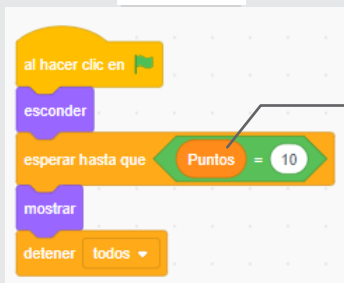 al hacer clic en
esconder
esperar hasta que Puntos = 10
mostrar
detener todos